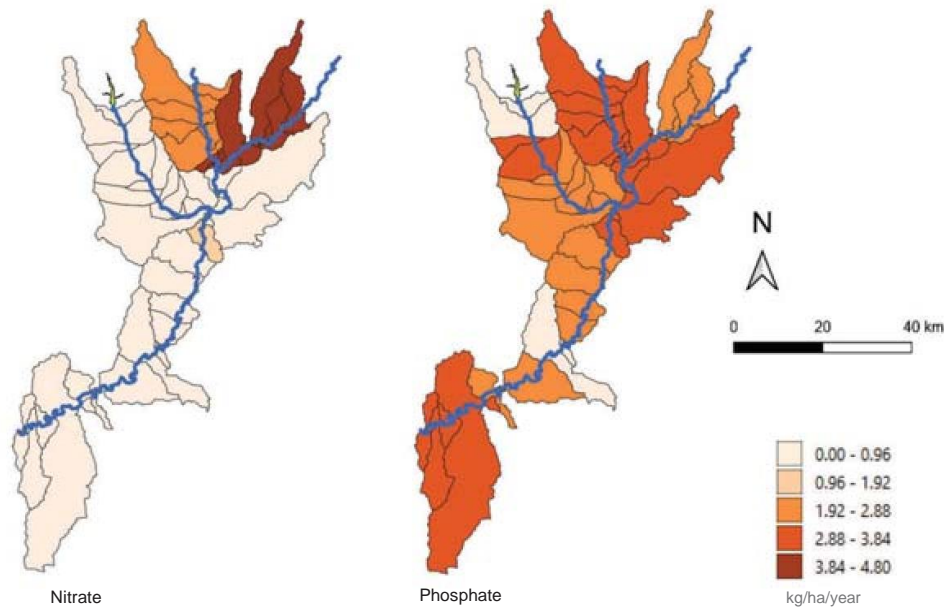 N
0 20 40 km
0.00 - 0.96
0.96 - 1.92
1.92 - 2.88
2.88 - 3.84
3.84 - 4.80
Nitrate Phosphate kg/ha/year